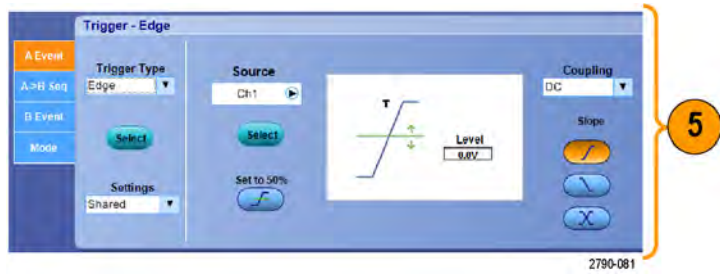 Trigger - Edge
A Event
A->B Seq
B Event
Mode
Trigger Type
Edge
Select
Settings
Shared
Source
Ch1
Select
Set to 50%
T
Level
0.0V
Coupling
DC
Slope
5
2790-081